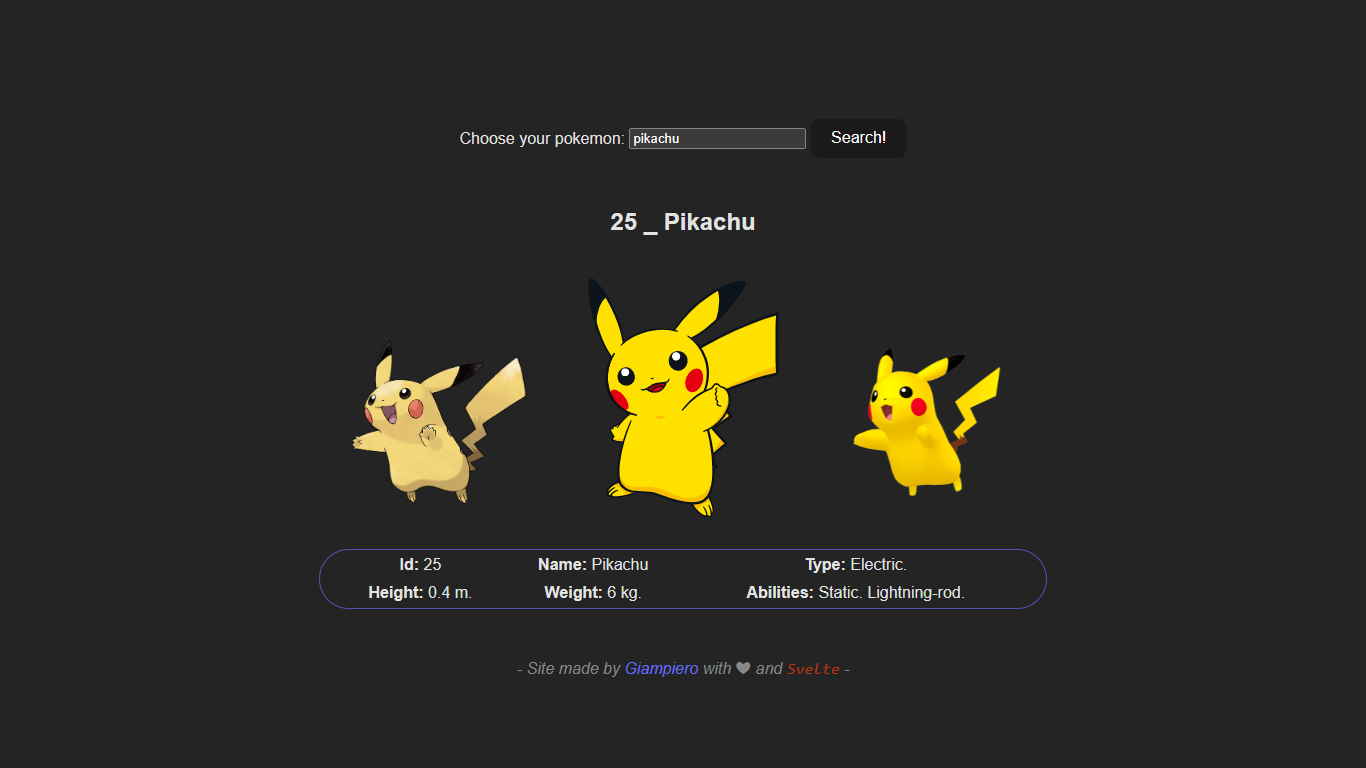 Choose your pokemon: pikachu Search!
25 _ Pikachu
Id: 25 Name: Pikachu Type: Electric.
Height: 0.4 m. Weight: 6 kg. Abilities: Static. Lightning-rod.
- Site made by Giampiero with ♥ and Svelte -